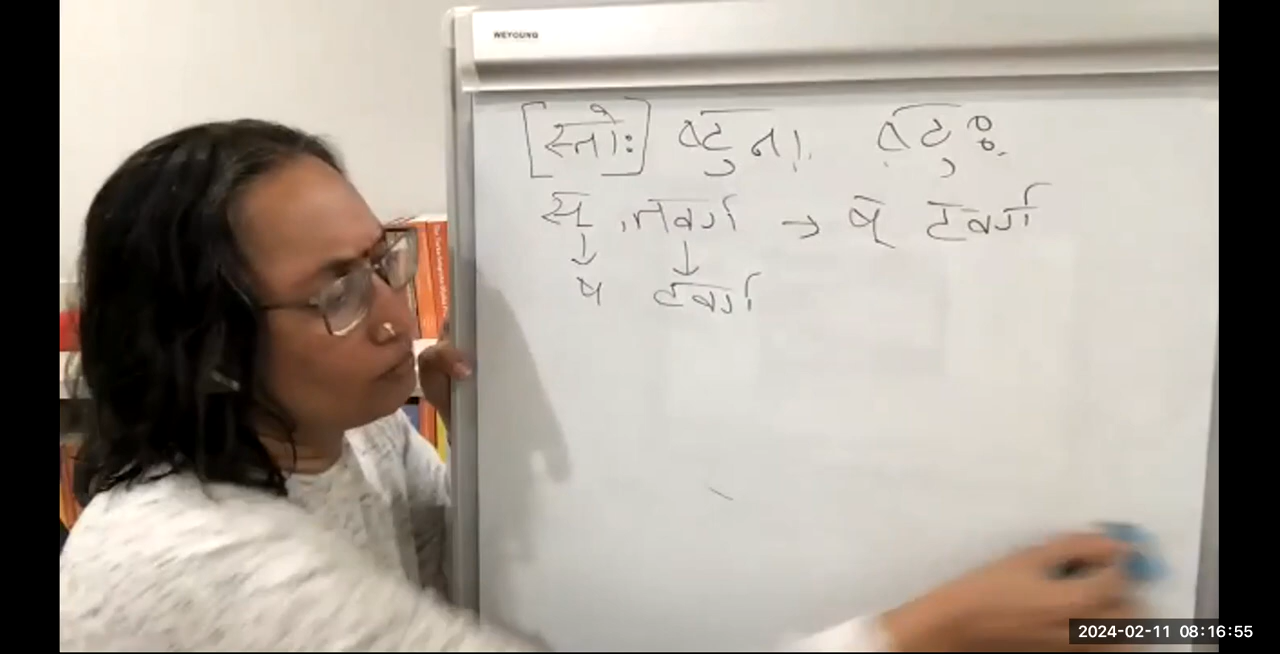 WEYOUNG
[स्तोः] ष्टुना ष्टुः
स् , तवर्ग → ष् टवर्ग
↓ ↓
ष टवर्ग
2024-02-11 08:16:55